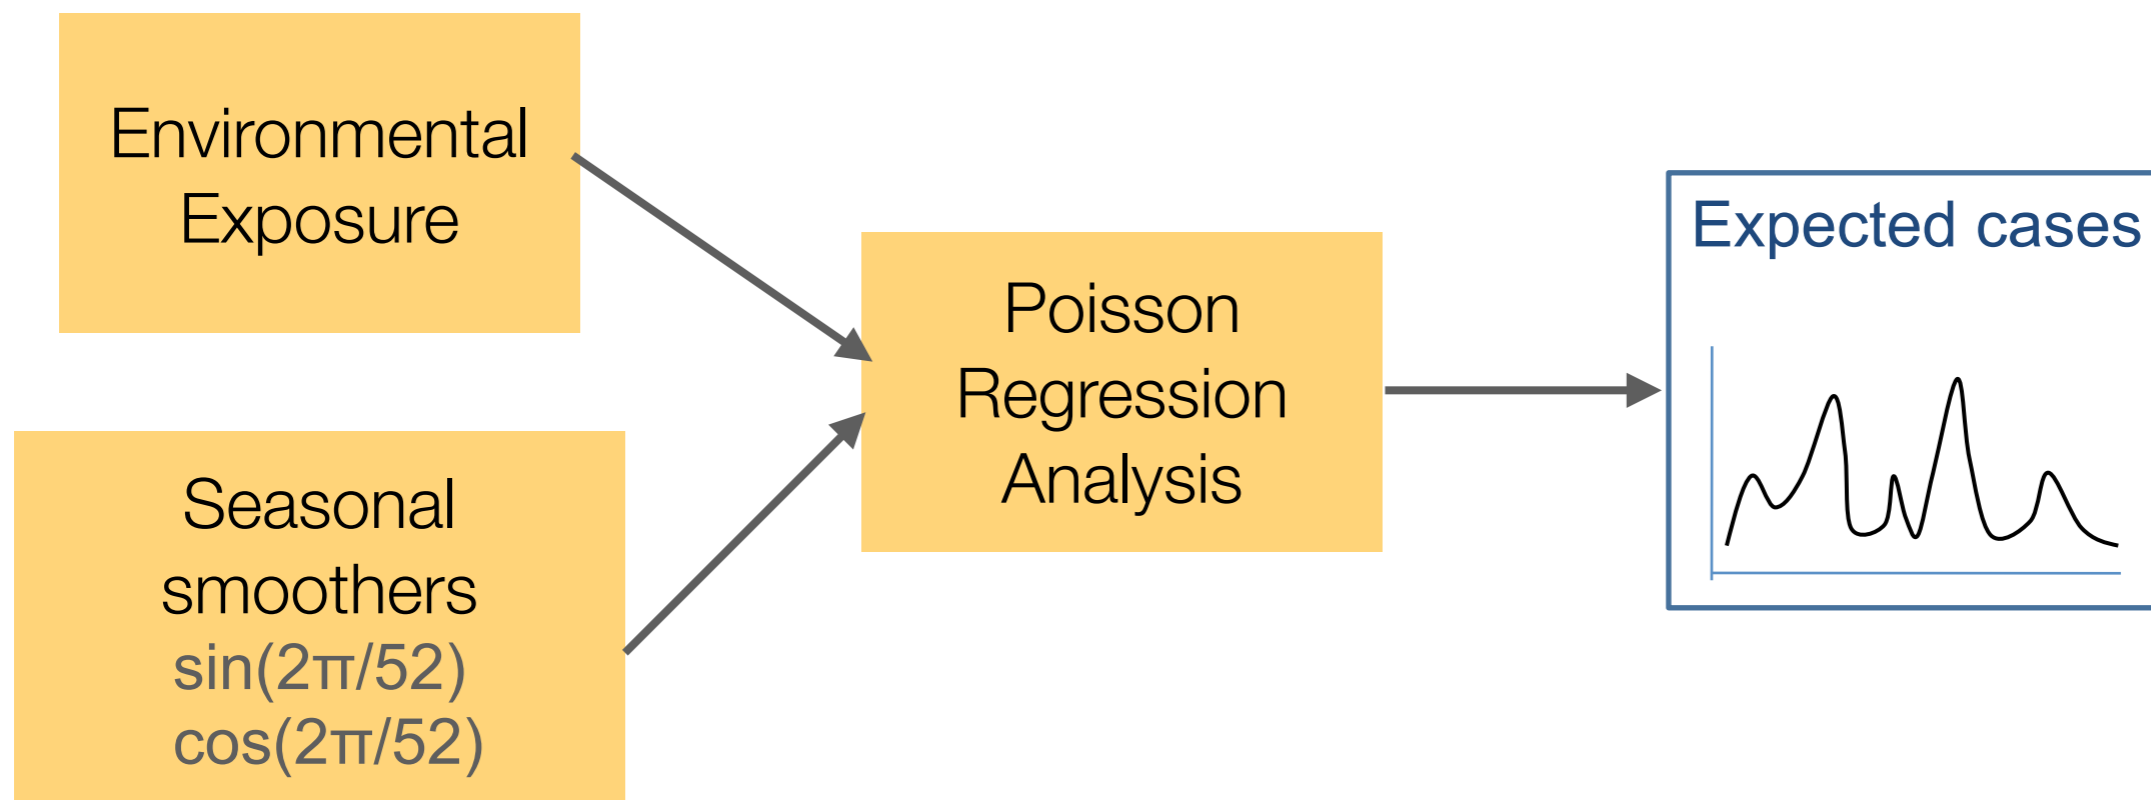 Environmental
Exposure
Seasonal
smoothers
sin(2π/52)
cos(2π/52)
Poisson
Regression
Analysis
Expected cases